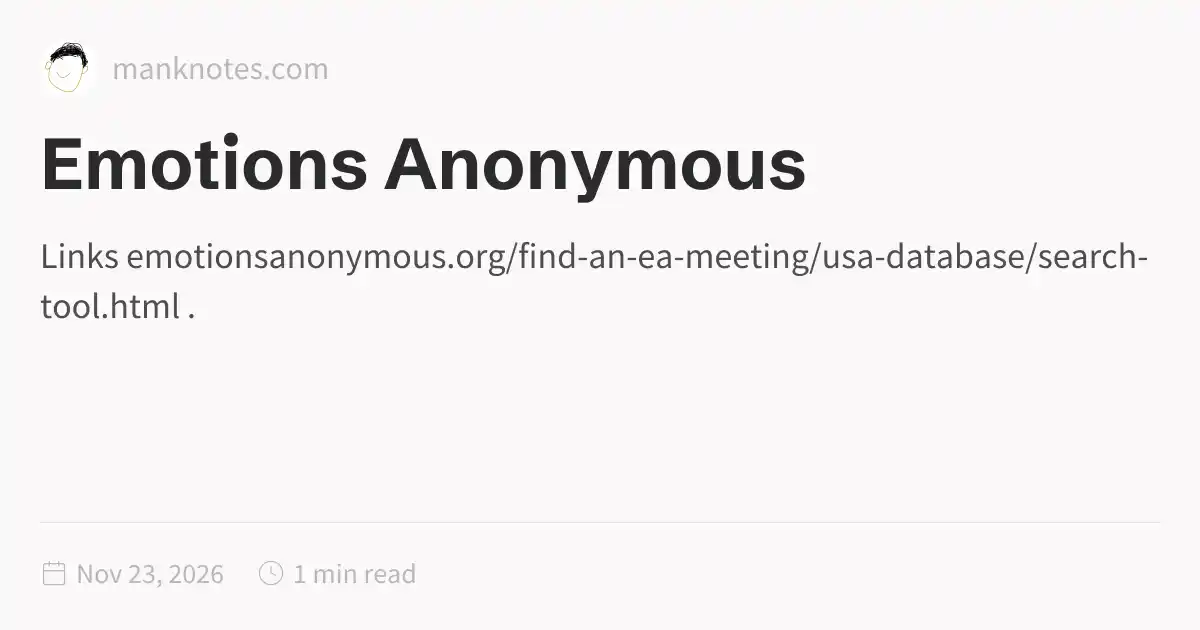 manknotes.com
Emotions Anonymous
Links emotionsanonymous.org/find-an-ea-meeting/usa-database/search-
tool.html .
Nov 23, 2026 1 min read